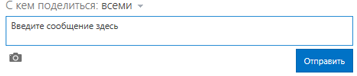 С кем поделиться: всеми
Введите сообщение здесь
Отправить